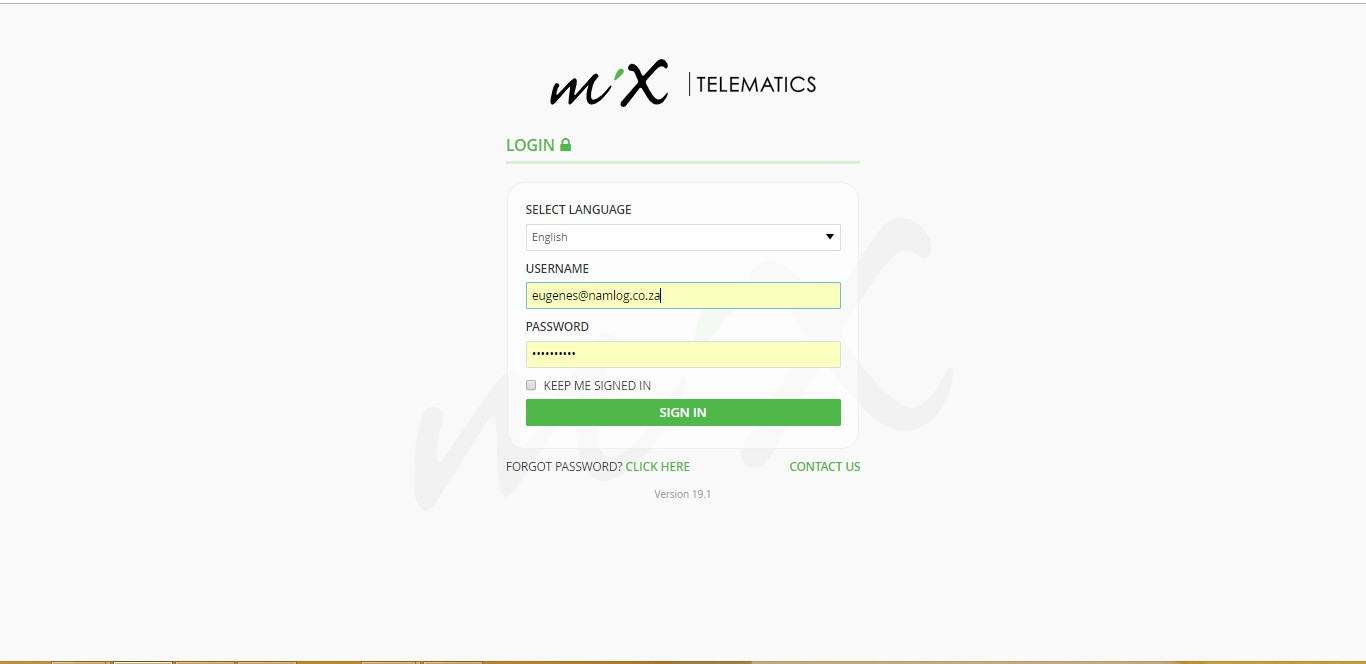 mix | TELEMATICS
LOGIN
SELECT LANGUAGE
English
USERNAME
eugenes@namlog.co.za
PASSWORD
••••••••••
KEEP ME SIGNED IN
SIGN IN
FORGOT PASSWORD? CLICK HERE
CONTACT US
Version 19.1